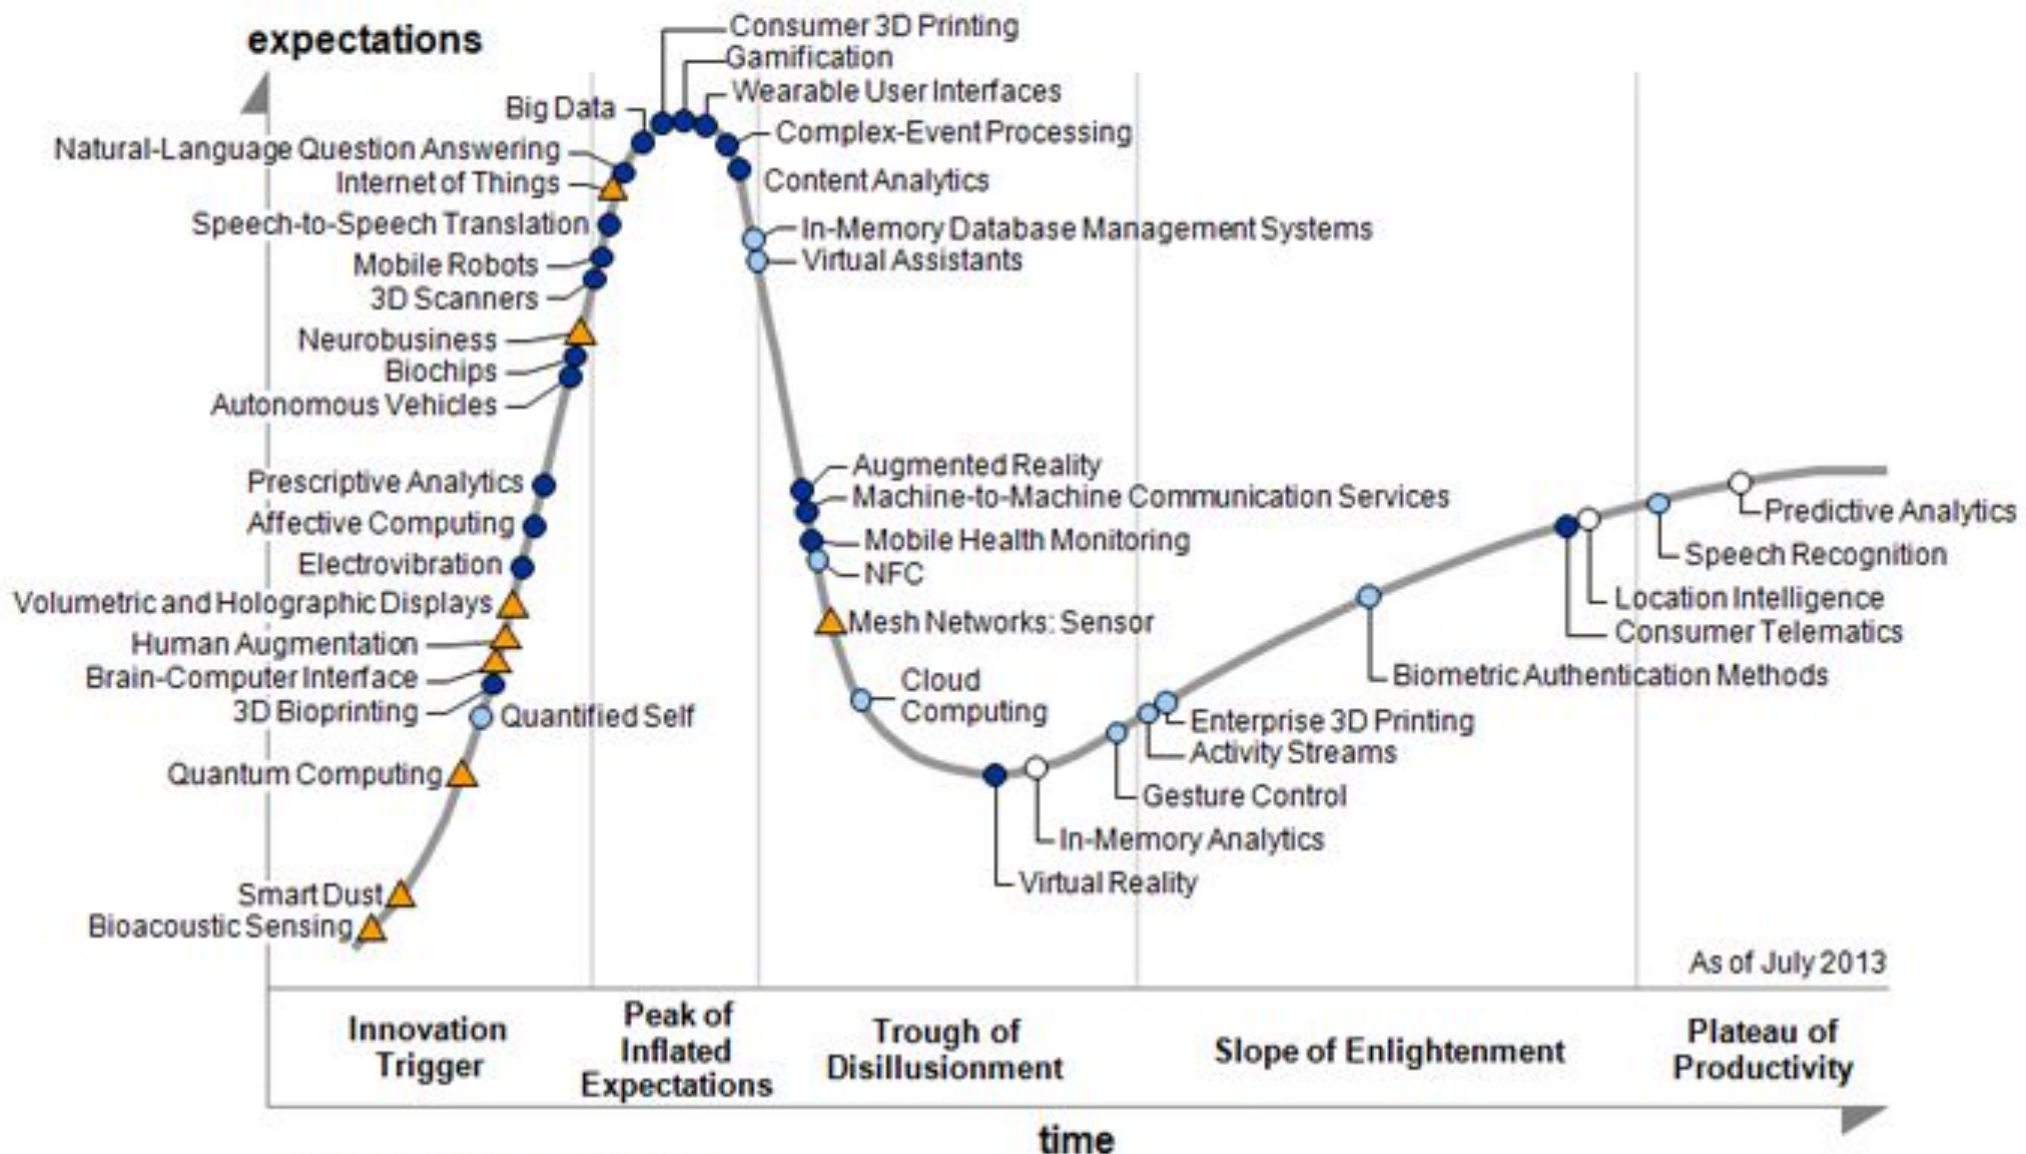 expectations
Consumer 3D Printing
Gamification
Wearable User Interfaces
Big Data
Complex-Event Processing
Natural-Language Question Answering
Content Analytics
Internet of Things
Speech-to-Speech Translation
In-Memory Database Management Systems
Virtual Assistants
Mobile Robots
3D Scanners
Neurobusiness
Biochips
Autonomous Vehicles
Augmented Reality
Prescriptive Analytics
Machine-to-Machine Communication Services
Predictive Analytics
Affective Computing
Mobile Health Monitoring
Speech Recognition
Electrovibration
NFC
Volumetric and Holographic Displays
Location Intelligence
Mesh Networks: Sensor
Consumer Telematics
Human Augmentation
Brain-Computer Interface
Biometric Authentication Methods
Cloud
Computing
3D Bioprinting
Quantified Self
Enterprise 3D Printing
Activity Streams
Quantum Computing
Gesture Control
In-Memory Analytics
Virtual Reality
Smart Dust
Bioacoustic Sensing
As of July 2013
Innovation
Trigger
Peak of
Inflated
Expectations
Trough of
Disillusionment
Slope of Enlightenment
Plateau of
Productivity
time